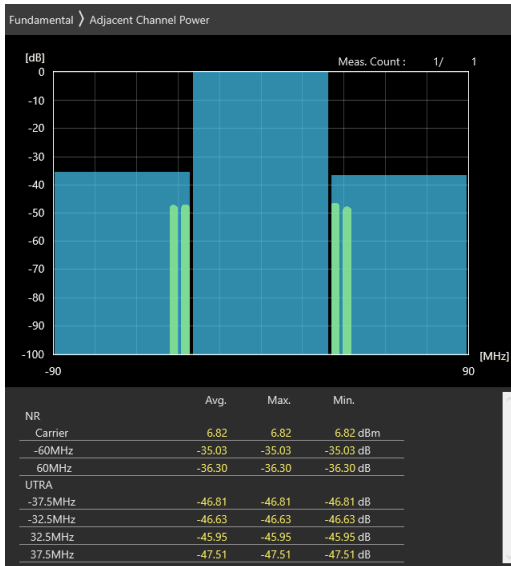 Fundamental 〉 Adjacent Channel Power
[dB]
Meas. Count : 1/ 1
0
-10
-20
-30
-40
-50
-60
-70
-80
-90
-100
[MHz]
-90 90
Avg. Max. Min.
NR
Carrier 6.82 6.82 6.82 dBm
-60MHz -35.03 -35.03 -35.03 dB
60MHz -36.30 -36.30 -36.30 dB
UTRA
-37.5MHz -46.81 -46.81 -46.81 dB
-32.5MHz -46.63 -46.63 -46.63 dB
32.5MHz -45.95 -45.95 -45.95 dB
37.5MHz -47.51 -47.51 -47.51 dB